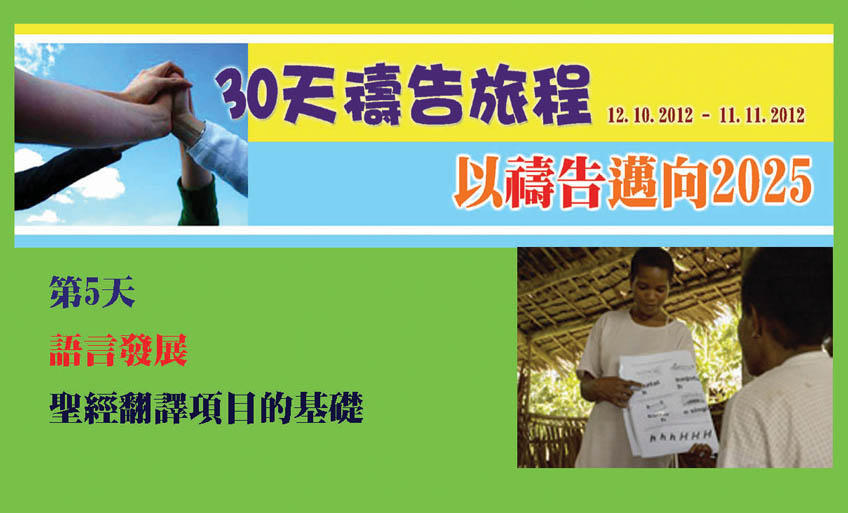 30天禱告旅程
12.10.2012 - 11.11.2012
以禱告邁向2025
第5天
語言發展
聖經翻譯項目的基礎
h h h H H H